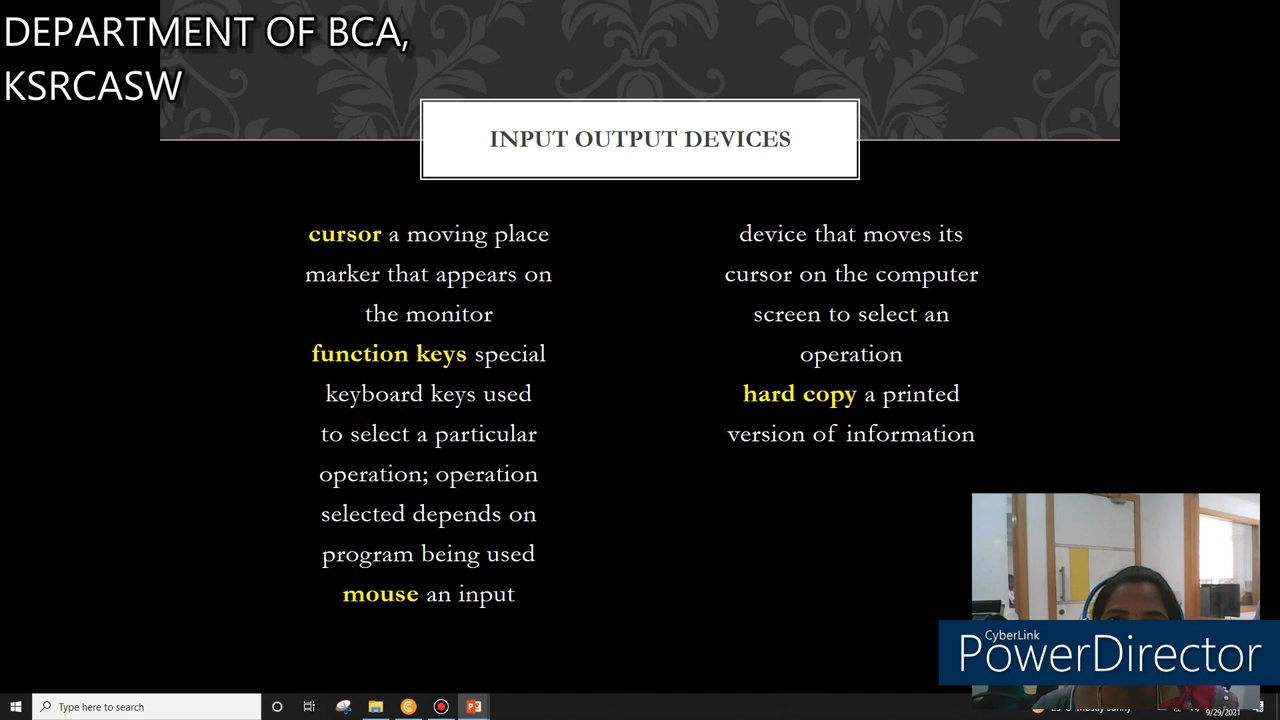 DEPARTMENT OF BCA,
KSRCASW
INPUT OUTPUT DEVICES
cursor a moving place
marker that appears on
the monitor
function keys special
keyboard keys used
to select a particular
operation; operation
selected depends on
program being used
mouse an input
device that moves its
cursor on the computer
screen to select an
operation
hard copy a printed
version of information
CyberLink
PowerDirector
Type here to search
9/29/2021